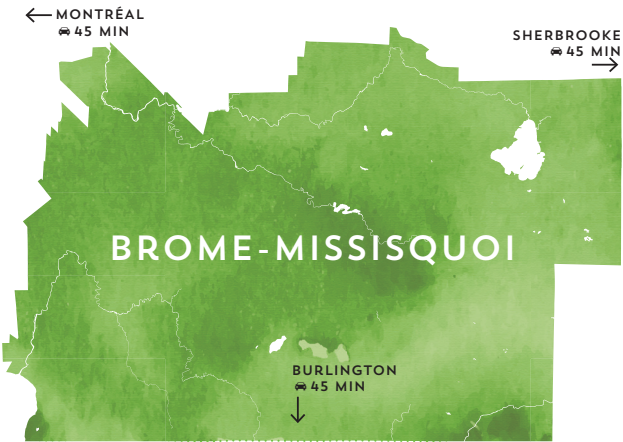 MONTRÉAL
45 MIN
SHERBROOKE
45 MIN
BROME-MISSISQUOI
BURLINGTON
45 MIN